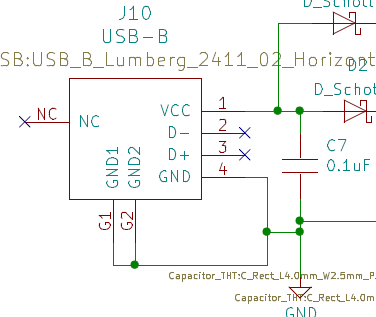 J10
D_Schottl
USB-B
SB:USB_B_Lumberg_2411_02_Horizont
D2
D_Schot
VCC 1
NC NC
D- 2
D+ 3
GND 4
C7
0.1uF
GND1
GND2
G1
G2
Capacitor_THT:C_Rect_L4.0mm_W2.5mm_P.
Capacitor_THT:C_Rect_L4.0m
GND